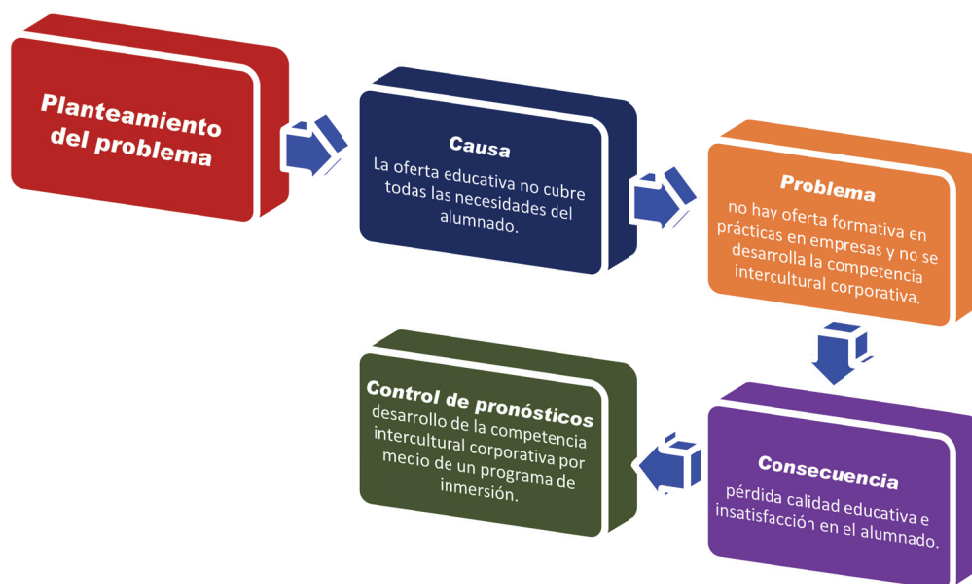 Planteamiento
del problema
Causa
La oferta educativa no cubre
todas las necesidades del
alumnado.
Problema
no hay oferta formativa en
prácticas en empresas y no se
desarrolla la competencia
intercultural corporativa.
Control de pronósticos
desarrollo de la competencia
intercultural corporativa por
mecio de un programa de
inmersión.
Consecuencia
pérdida calidad educativa e
insatisfacción en el alumnado.